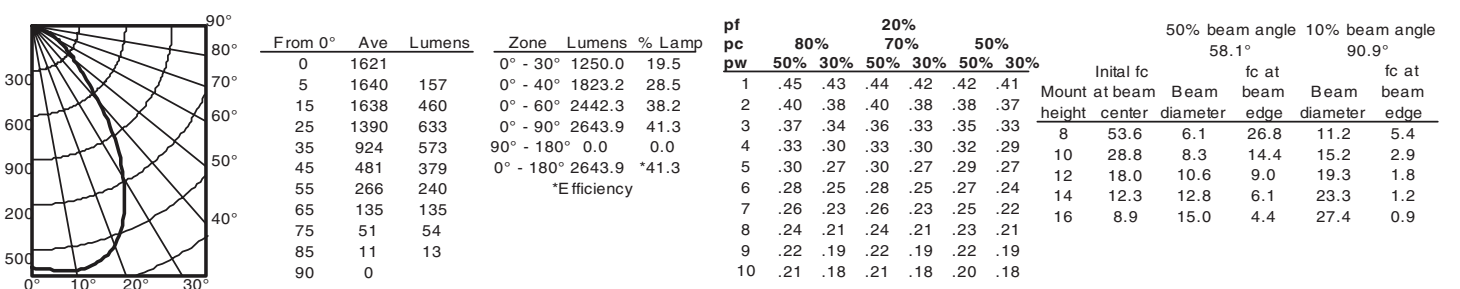 90°
80°
70°
60°
50°
40°
300
600
900
200
500
0° 10° 20° 30°
From 0° Ave Lumens
0 1621
5 1640 157
15 1638 460
25 1390 633
35 924 573
45 481 379
55 266 240
65 135 135
75 51 54
85 11 13
90 0
Zone Lumens % Lamp
0° - 30° 1250.0 19.5
0° - 40° 1823.2 28.5
0° - 60° 2442.3 38.2
0° - 90° 2643.9 41.3
90° - 180° 0.0 0.0
0° - 180° 2643.9 *41.3
*Efficiency
pf 20%
pc 80% 70% 50%
pw 50% 30% 50% 30% 50% 30%
1 .45 .43 .44 .42 .42 .41
2 .40 .38 .40 .38 .38 .37
3 .37 .34 .36 .33 .35 .33
4 .33 .30 .33 .30 .32 .29
5 .30 .27 .30 .27 .29 .27
6 .28 .25 .28 .25 .27 .24
7 .26 .23 .26 .23 .25 .22
8 .24 .21 .24 .21 .23 .21
9 .22 .19 .22 .19 .22 .19
10 .21 .18 .21 .18 .20 .18
50% beam angle 10% beam angle
58.1° 90.9°
Inital fc fc at fc at
Mount at beam Beam beam Beam beam
height center diameter edge diameter edge
8 53.6 6.1 26.8 11.2 5.4
10 28.8 8.3 14.4 15.2 2.9
12 18.0 10.6 9.0 19.3 1.8
14 12.3 12.8 6.1 23.3 1.2
16 8.9 15.0 4.4 27.4 0.9